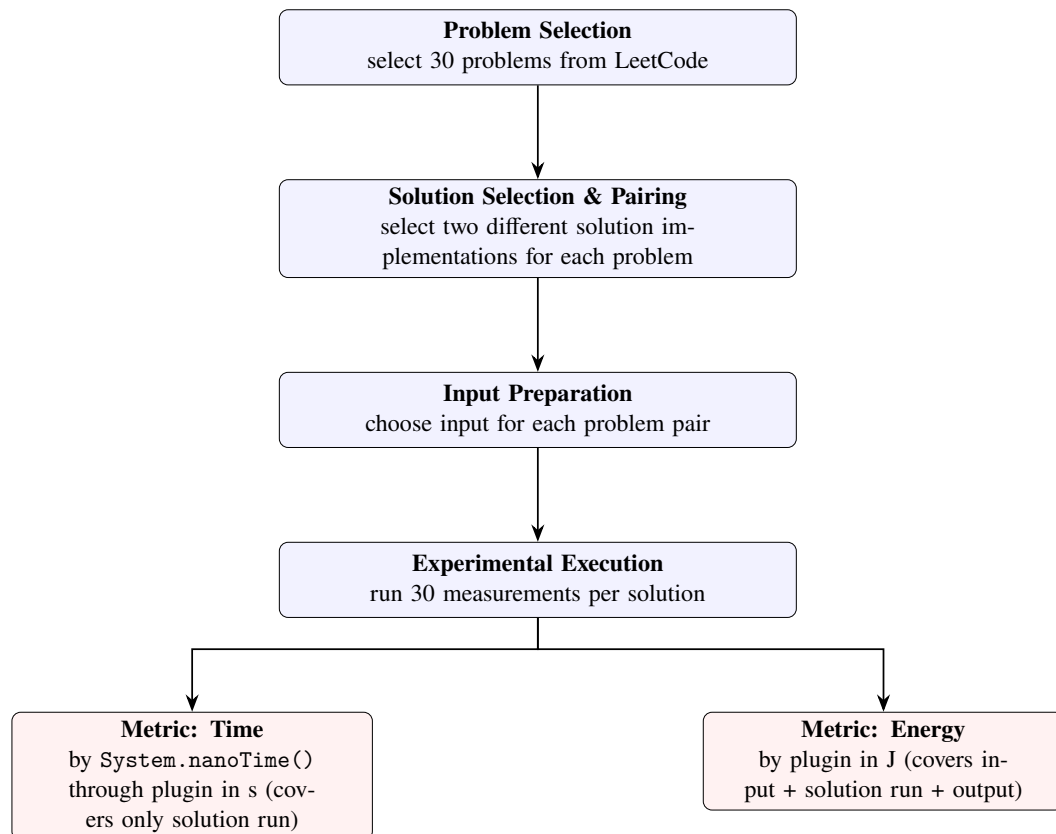 Problem Selection
select 30 problems from LeetCode
Solution Selection & Pairing
select two different solution im-
plementations for each problem
Input Preparation
choose input for each problem pair
Experimental Execution
run 30 measurements per solution
Metric: Time
by System.nanoTime()
through plugin in s (cov-
ers only solution run)
Metric: Energy
by plugin in J (covers in-
put + solution run + output)